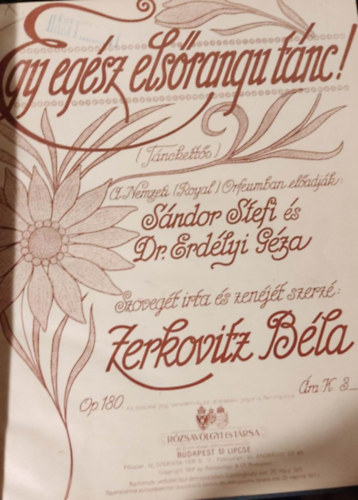 Egy egész elsőrangu tánc!
(Tánckettős)
A Nemzeti (Royal) Orfeumban előadják:
Sándor Stefi és
Dr. Erdélyi Géza
Szövegét irta és zenéjét szerzé:
Zerkovitz Béla
Op 180
Ára K 3_
RÓZSAVÖLGYI ÉS TÁRSA
BUDAPEST ÉS LIPCSE